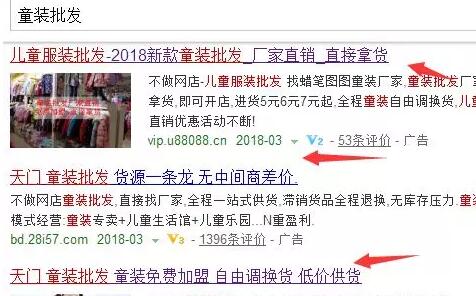 童装批发
儿童服装批发-2018新款童装批发_厂家直销_直接拿货
不做网店-儿童服装批发 找蜡笔图图童装厂家,童装批发厂
拿货,即可开店,进货5元6元7元起,全程童装自由调换货,儿
直销优惠活动不断!
vip.u88088.cn 2018-03 V2 - 53条评价 - 广告
天门 童装批发 货源一条龙 无中间商差价.
不做童装批发,直接找厂家,全程一站式供货,带销货品全程退换,无库存压力.童
模式经营:童装专卖+儿童生活馆+儿童乐园...N重盈利.
bd.28i57.com 2018-03 V3 - 1396条评价 - 广告
天门 童装批发 童装免费加盟 自由调换货 低价供货